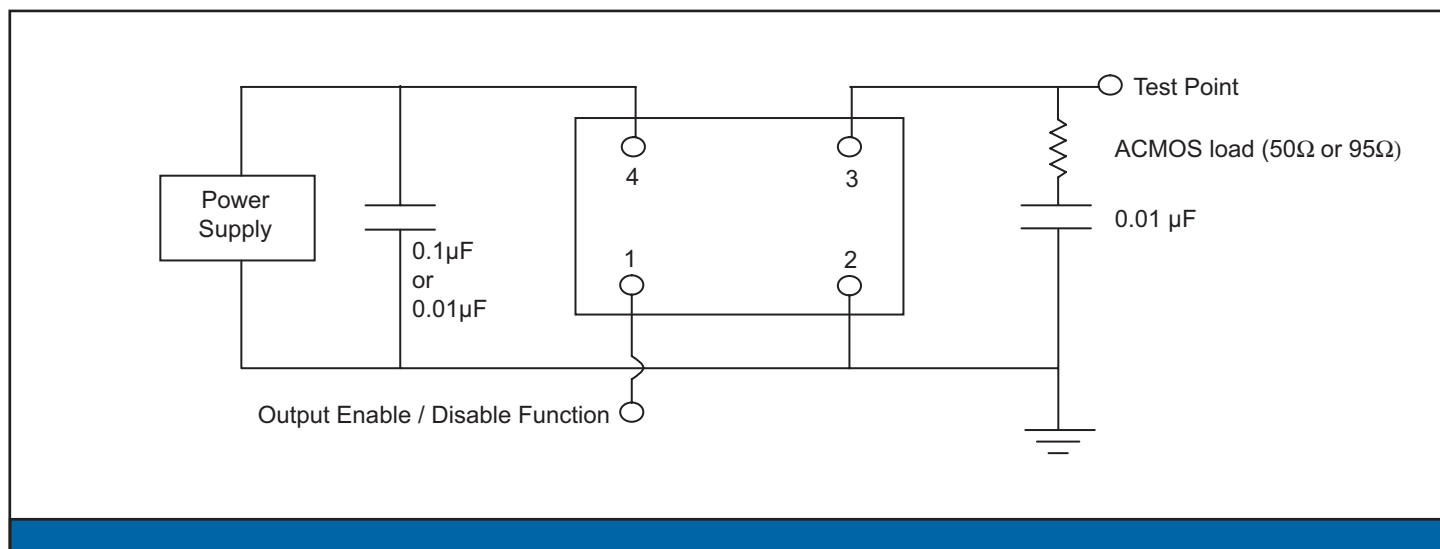 Test Point
ACMOS load (50Ω or 95Ω)
4
3
Power
Supply
0.01 µF
0.1µF
or
0.01µF
1
2
Output Enable / Disable Function